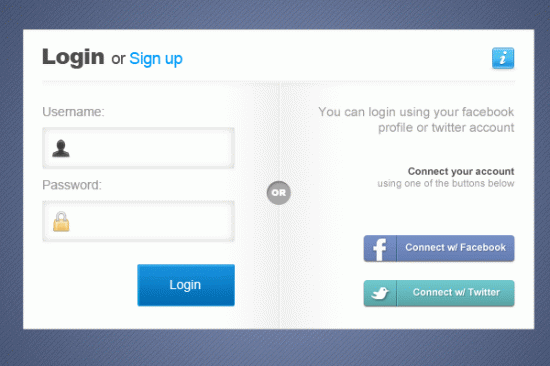 Login or Sign up
Username:
Password:
Login
OR
You can login using your facebook
profile or twitter account
Connect your account
using one of the buttons below
Connect w/ Facebook
Connect w/ Twitter